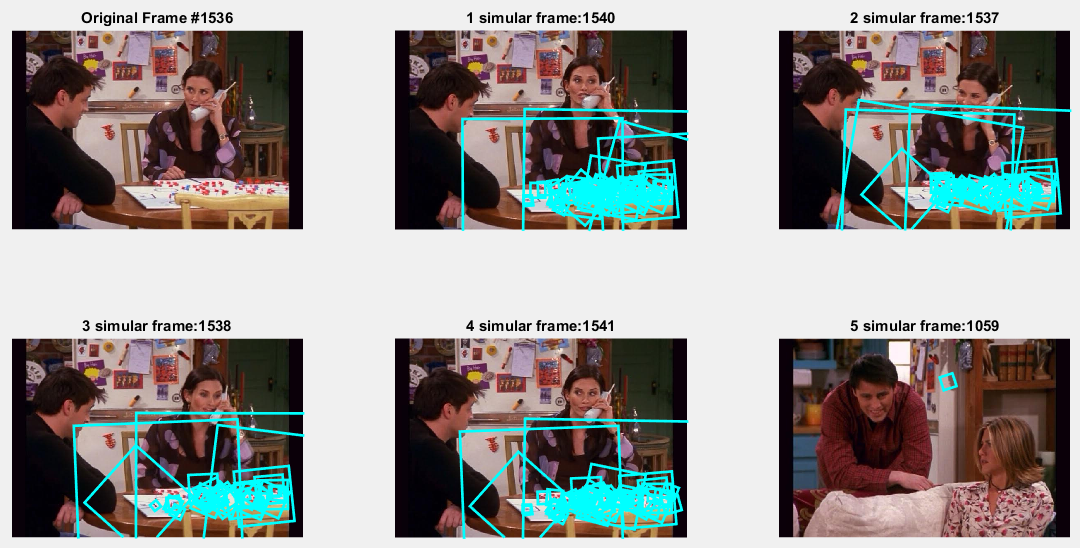 Original Frame #1536
1 simular frame:1540
2 simular frame:1537
3 simular frame:1538
4 simular frame:1541
5 simular frame:1059